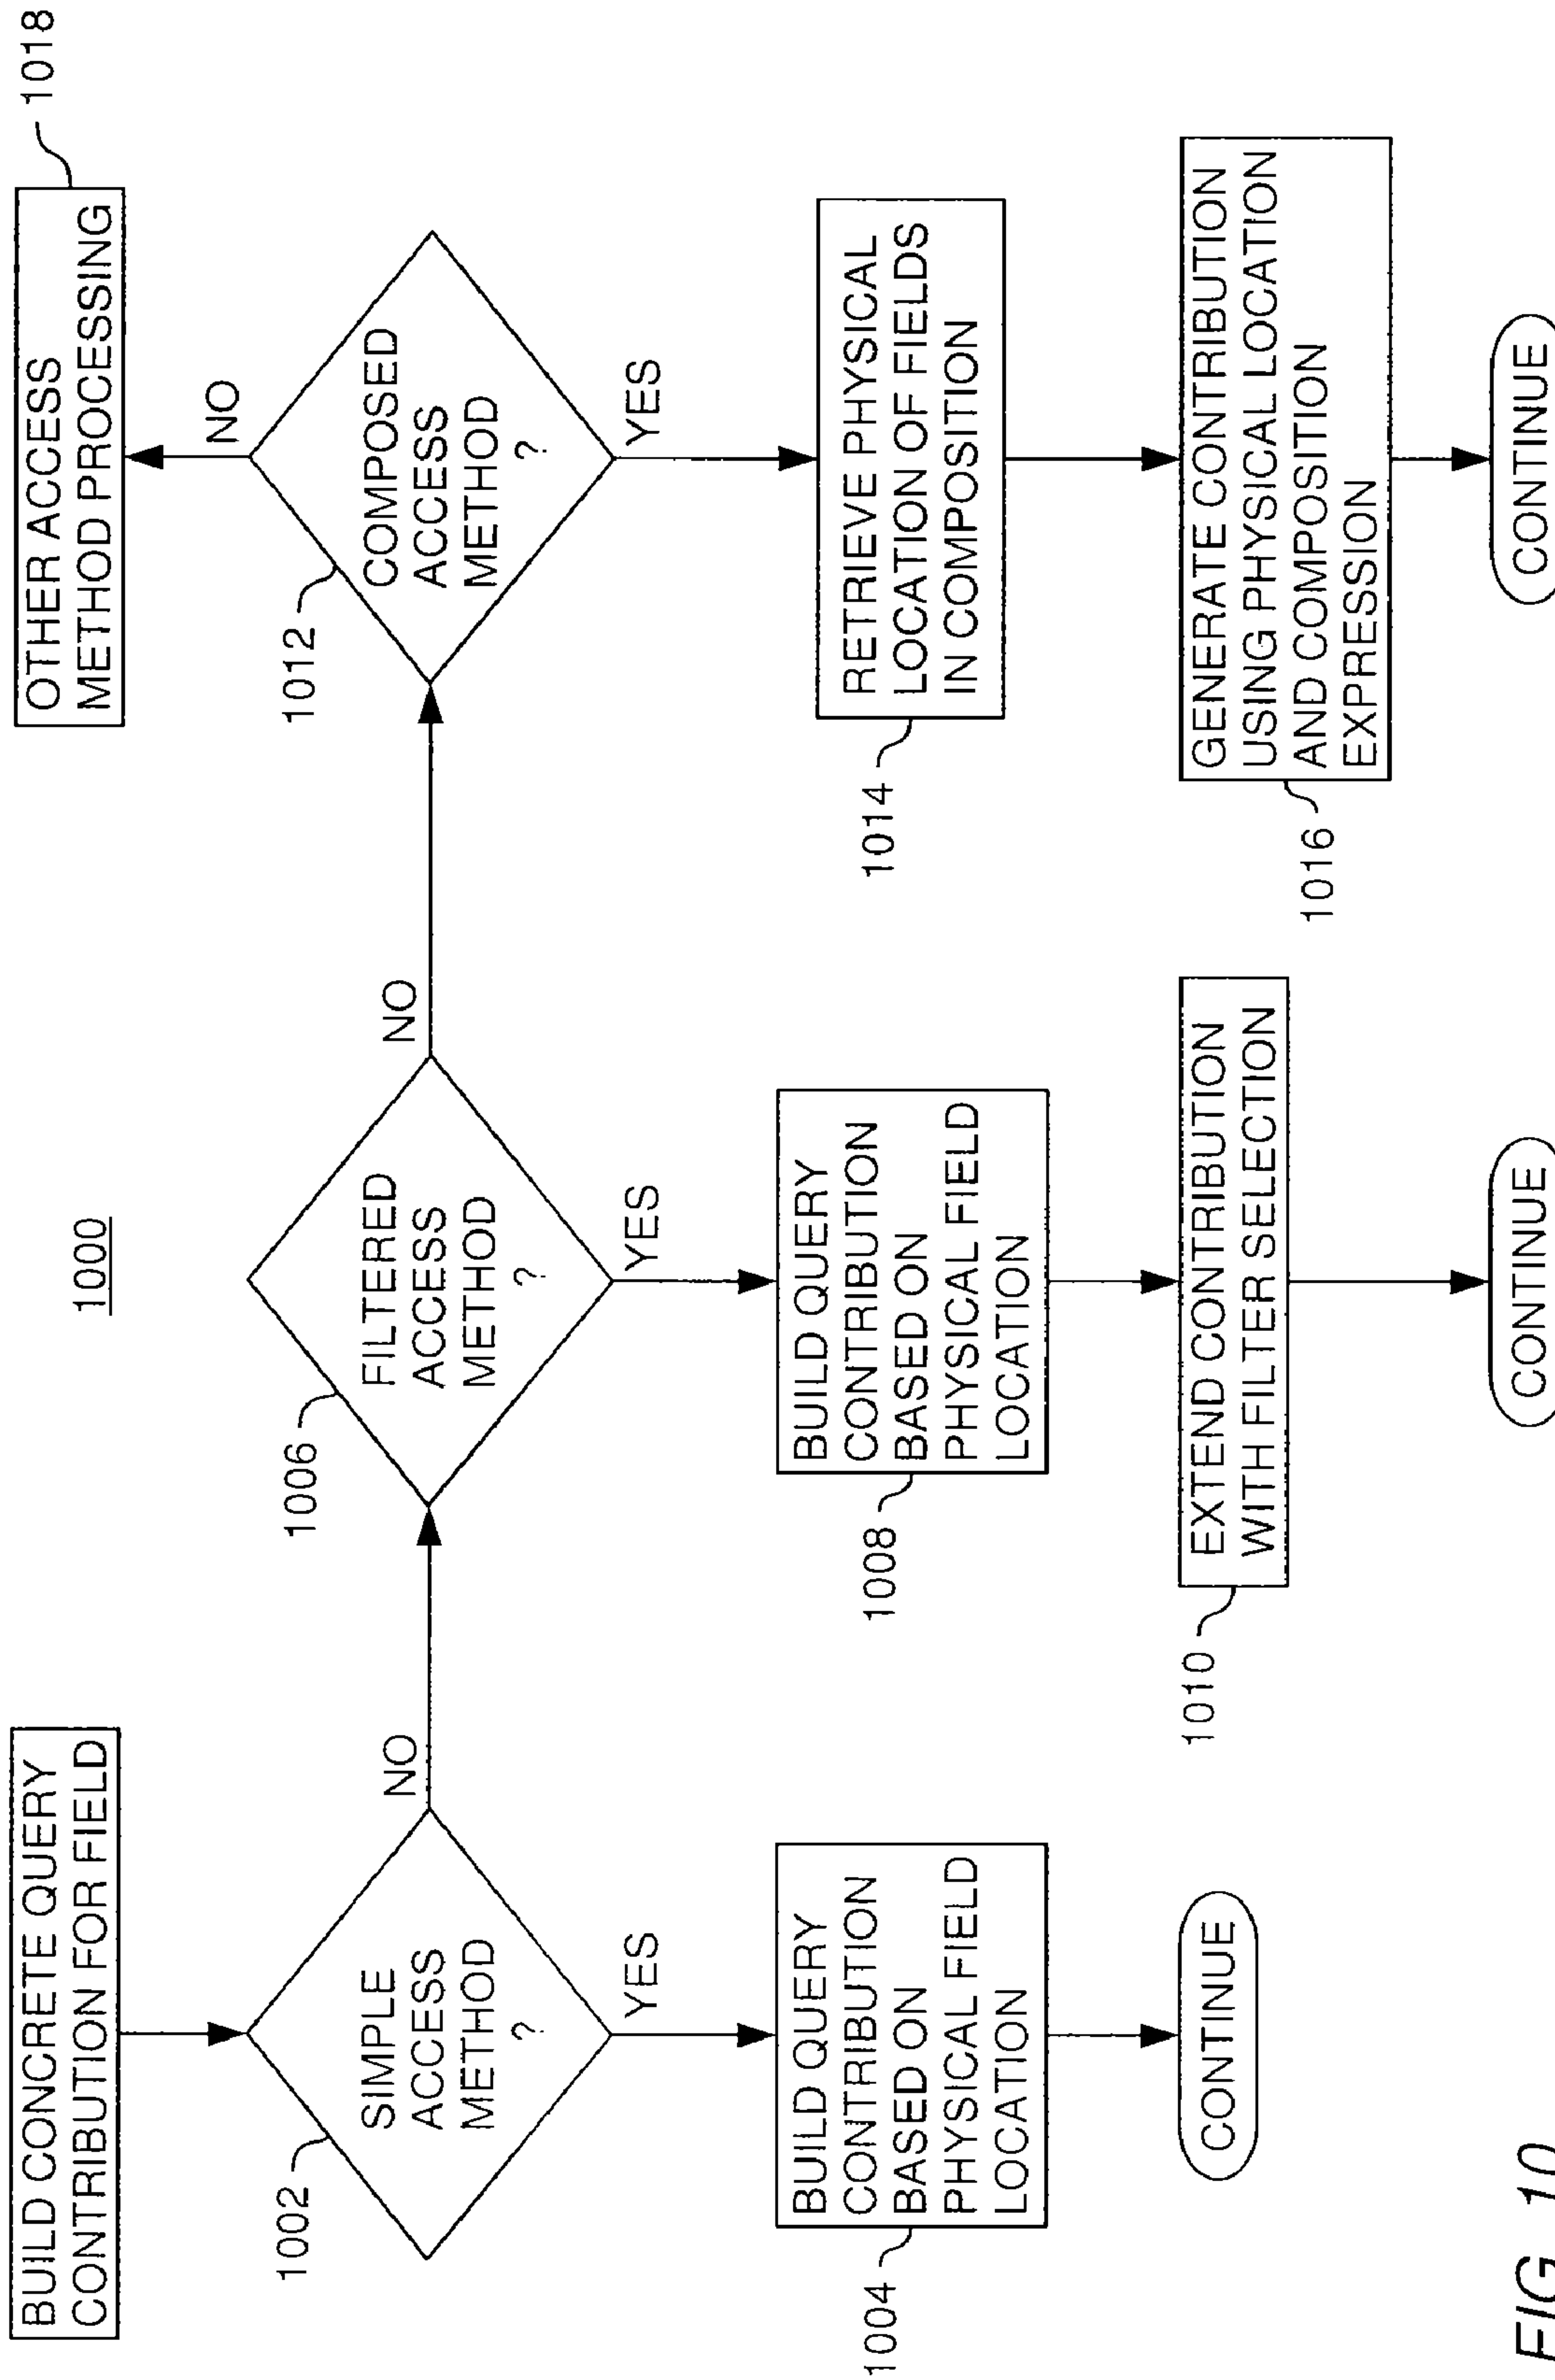 1000
BUILD CONCRETE QUERY
CONTRIBUTION FOR FIELD
1002
SIMPLE
ACCESS
METHOD
?
NO
YES
1004
BUILD QUERY
CONTRIBUTION
BASED ON
PHYSICAL FIELD
LOCATION
CONTINUE
1006
FILTERED
ACCESS
METHOD
?
NO
YES
1008
BUILD QUERY
CONTRIBUTION
BASED ON
PHYSICAL FIELD
LOCATION
1010
EXTEND CONTRIBUTION
WITH FILTER SELECTION
CONTINUE
1012
COMPOSED
ACCESS
METHOD
?
NO
YES
OTHER ACCESS
METHOD PROCESSING
1018
1014
RETRIEVE PHYSICAL
LOCATION OF FIELDS
IN COMPOSITION
1016
GENERATE CONTRIBUTION
USING PHYSICAL LOCATION
AND COMPOSITION
EXPRESSION
CONTINUE
FIG. 10